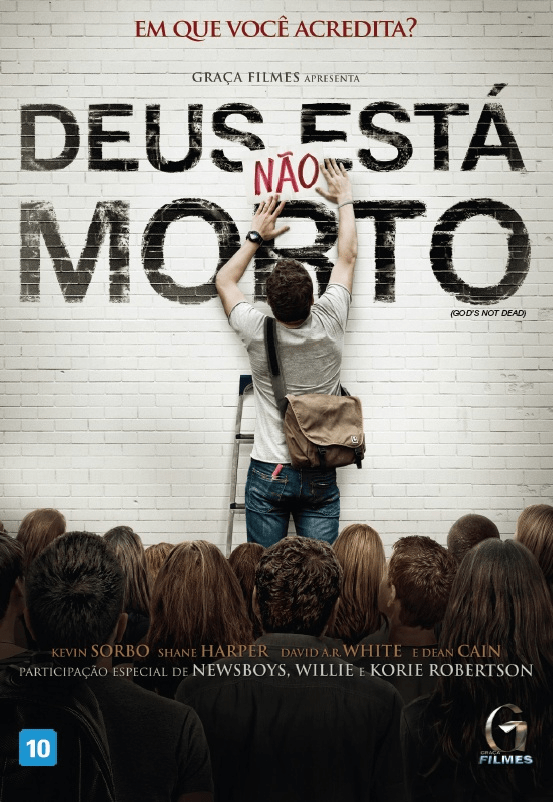 EM QUE VOCÊ ACREDITA?
GRAÇA FILMES APRESENTA
DEUS ESTÁ
NÃO
MORTO
(GOD'S NOT DEAD)
KEVIN SORBO SHANE HARPER DAVID A.R. WHITE E DEAN CAIN
PARTICIPAÇÃO ESPECIAL DE NEWSBOYS, WILLIE E KORIE ROBERTSON
10
GRAÇA
FILMES